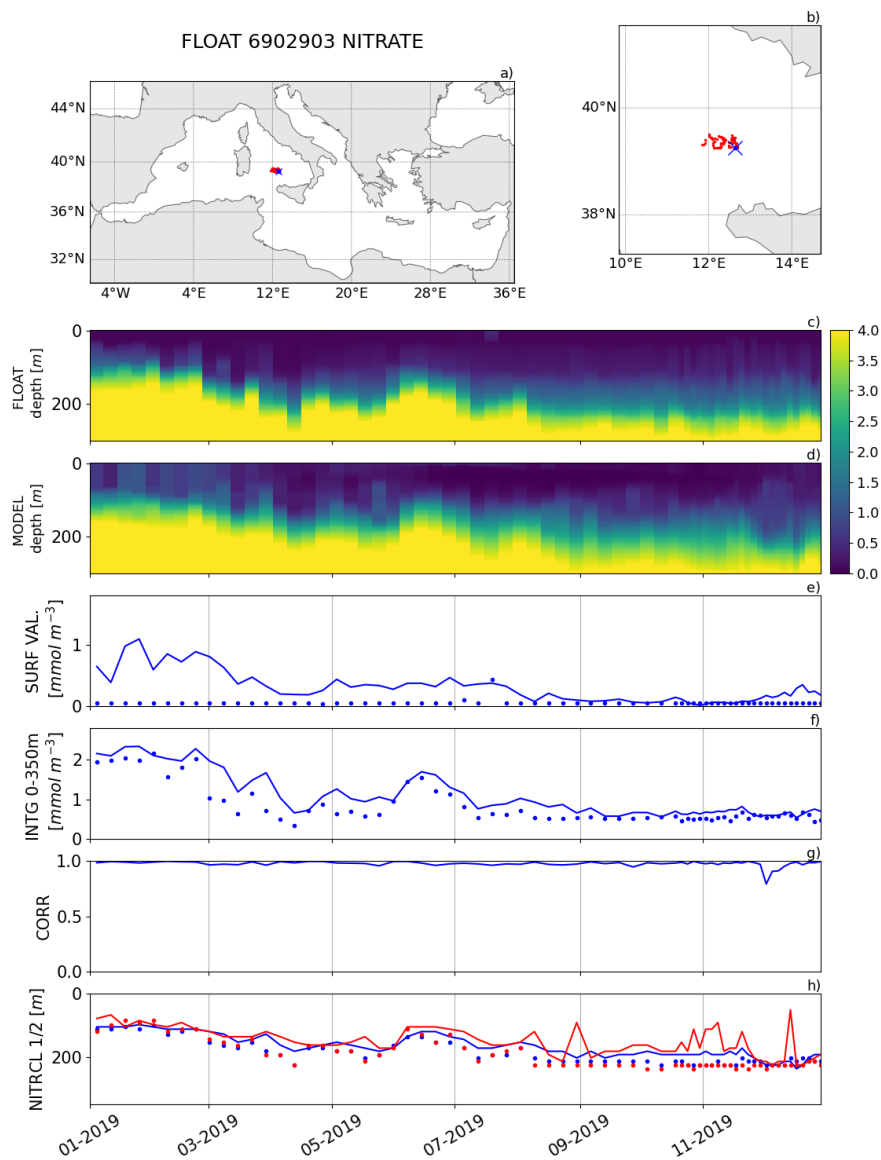 FLOAT 6902903 NITRATE
a)
44°N
40°N
36°N
32°N
4°W
4°E
12°E
20°E
28°E
36°E
b)
40°N
38°N
10°E
12°E
14°E
c)
FLOAT
depth [m]
0
200
d)
MODEL
depth [m]
0
200
4.0
3.5
3.0
2.5
2.0
1.5
1.0
0.5
0.0
e)
SURF VAL.
[mmol m⁻³]
1
0
f)
INTG 0-350m
[mmol m⁻³]
2
1
0
g)
CORR
1.0
0.5
0.0
h)
NITRCL 1/2 [m]
0
200
01-2019
03-2019
05-2019
07-2019
09-2019
11-2019